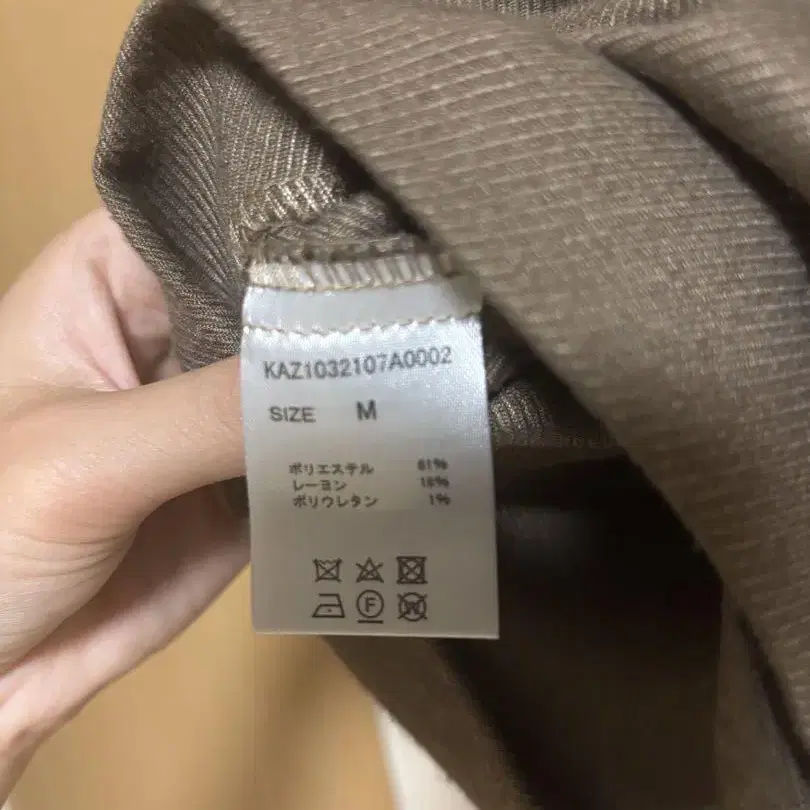 KAZ1032107A0002
SIZE M
ポリエステル 81%
レーヨン 18%
ポリウレタン 1%
F
W